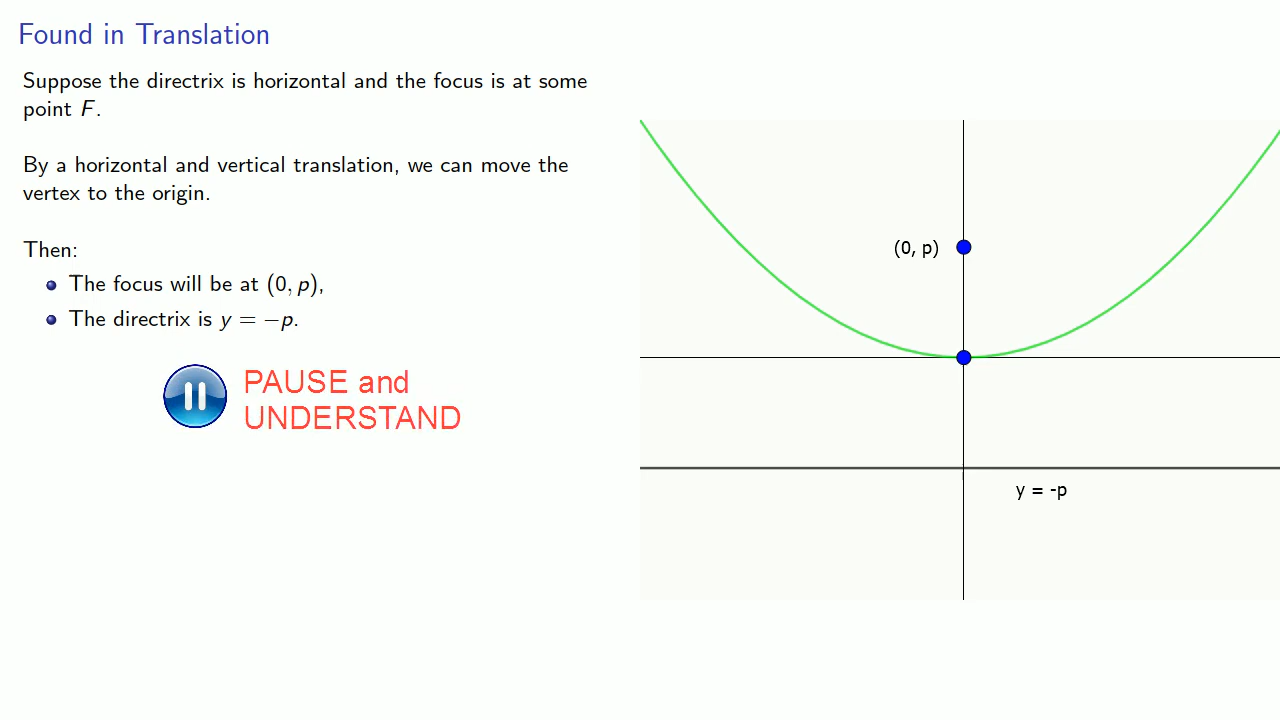 Found in Translation
Suppose the directrix is horizontal and the focus is at some
point F.
By a horizontal and vertical translation, we can move the
vertex to the origin.
Then:
The focus will be at (0, p),
The directrix is y = −p.
PAUSE and
UNDERSTAND
(0, p)
y = -p